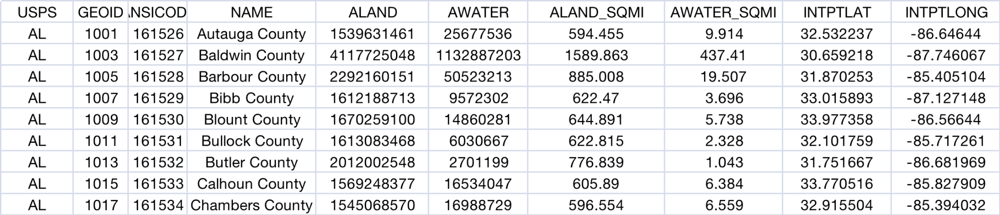 USPS GEOID NSICOD NAME ALAND AWATER ALAND_SQMI AWATER_SQMI INTPTLAT INTPTLONG
AL 1001 161526 Autauga County 1539631461 25677536 594.455 9.914 32.532237 -86.64644
AL 1003 161527 Baldwin County 4117725048 1132887203 1589.863 437.41 30.659218 -87.746067
AL 1005 161528 Barbour County 2292160151 50523213 885.008 19.507 31.870253 -85.405104
AL 1007 161529 Bibb County 1612188713 9572302 622.47 3.696 33.015893 -87.127148
AL 1009 161530 Blount County 1670259100 14860281 644.891 5.738 33.977358 -86.56644
AL 1011 161531 Bullock County 1613083468 6030667 622.815 2.328 32.101759 -85.717261
AL 1013 161532 Butler County 2012002548 2701199 776.839 1.043 31.751667 -86.681969
AL 1015 161533 Calhoun County 1569248377 16534047 605.89 6.384 33.770516 -85.827909
AL 1017 161534 Chambers County 1545068570 16988729 596.554 6.559 32.915504 -85.394032